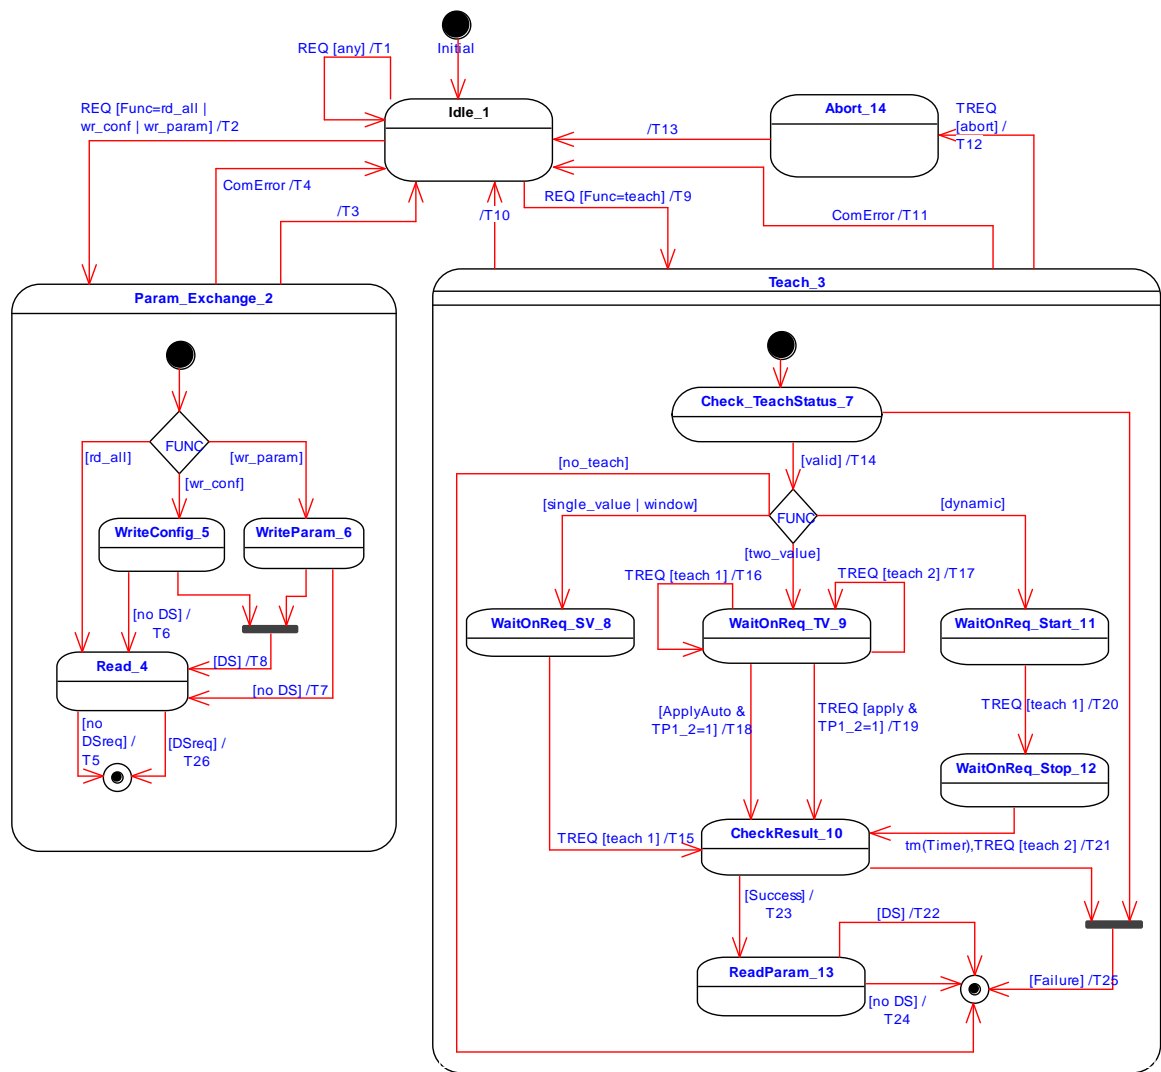 Initial
REQ [any] /T1
Idle_1
REQ [Func=rd_all |
wr_conf | wr_param] /T2
Abort_14
TREQ
[abort] /
T12
/T13
ComError /T4
REQ [Func=teach] /T9
/T3
/T10
ComError /T11
Param_Exchange_2
Teach_3
FUNC
[rd_all]
[wr_param]
[wr_conf]
WriteConfig_5
WriteParam_6
[no DS] /
T6
Read_4
[DS] /T8
[no DS] /T7
[no
DSreq] /
T5
[DSreq] /
T26
Check_TeachStatus_7
[no_teach]
[valid] /T14
[single_value | window]
FUNC
[dynamic]
[two_value]
TREQ [teach 1] /T16
TREQ [teach 2] /T17
WaitOnReq_SV_8
WaitOnReq_TV_9
WaitOnReq_Start_11
[ApplyAuto &
TP1_2=1] /T18
TREQ [apply &
TP1_2=1] /T19
TREQ [teach 1] /T20
WaitOnReq_Stop_12
TREQ [teach 1] /T15
CheckResult_10
tm(Timer),TREQ [teach 2] /T21
[Success] /
T23
[DS] /T22
ReadParam_13
[no DS] /
T24
[Failure] /T25